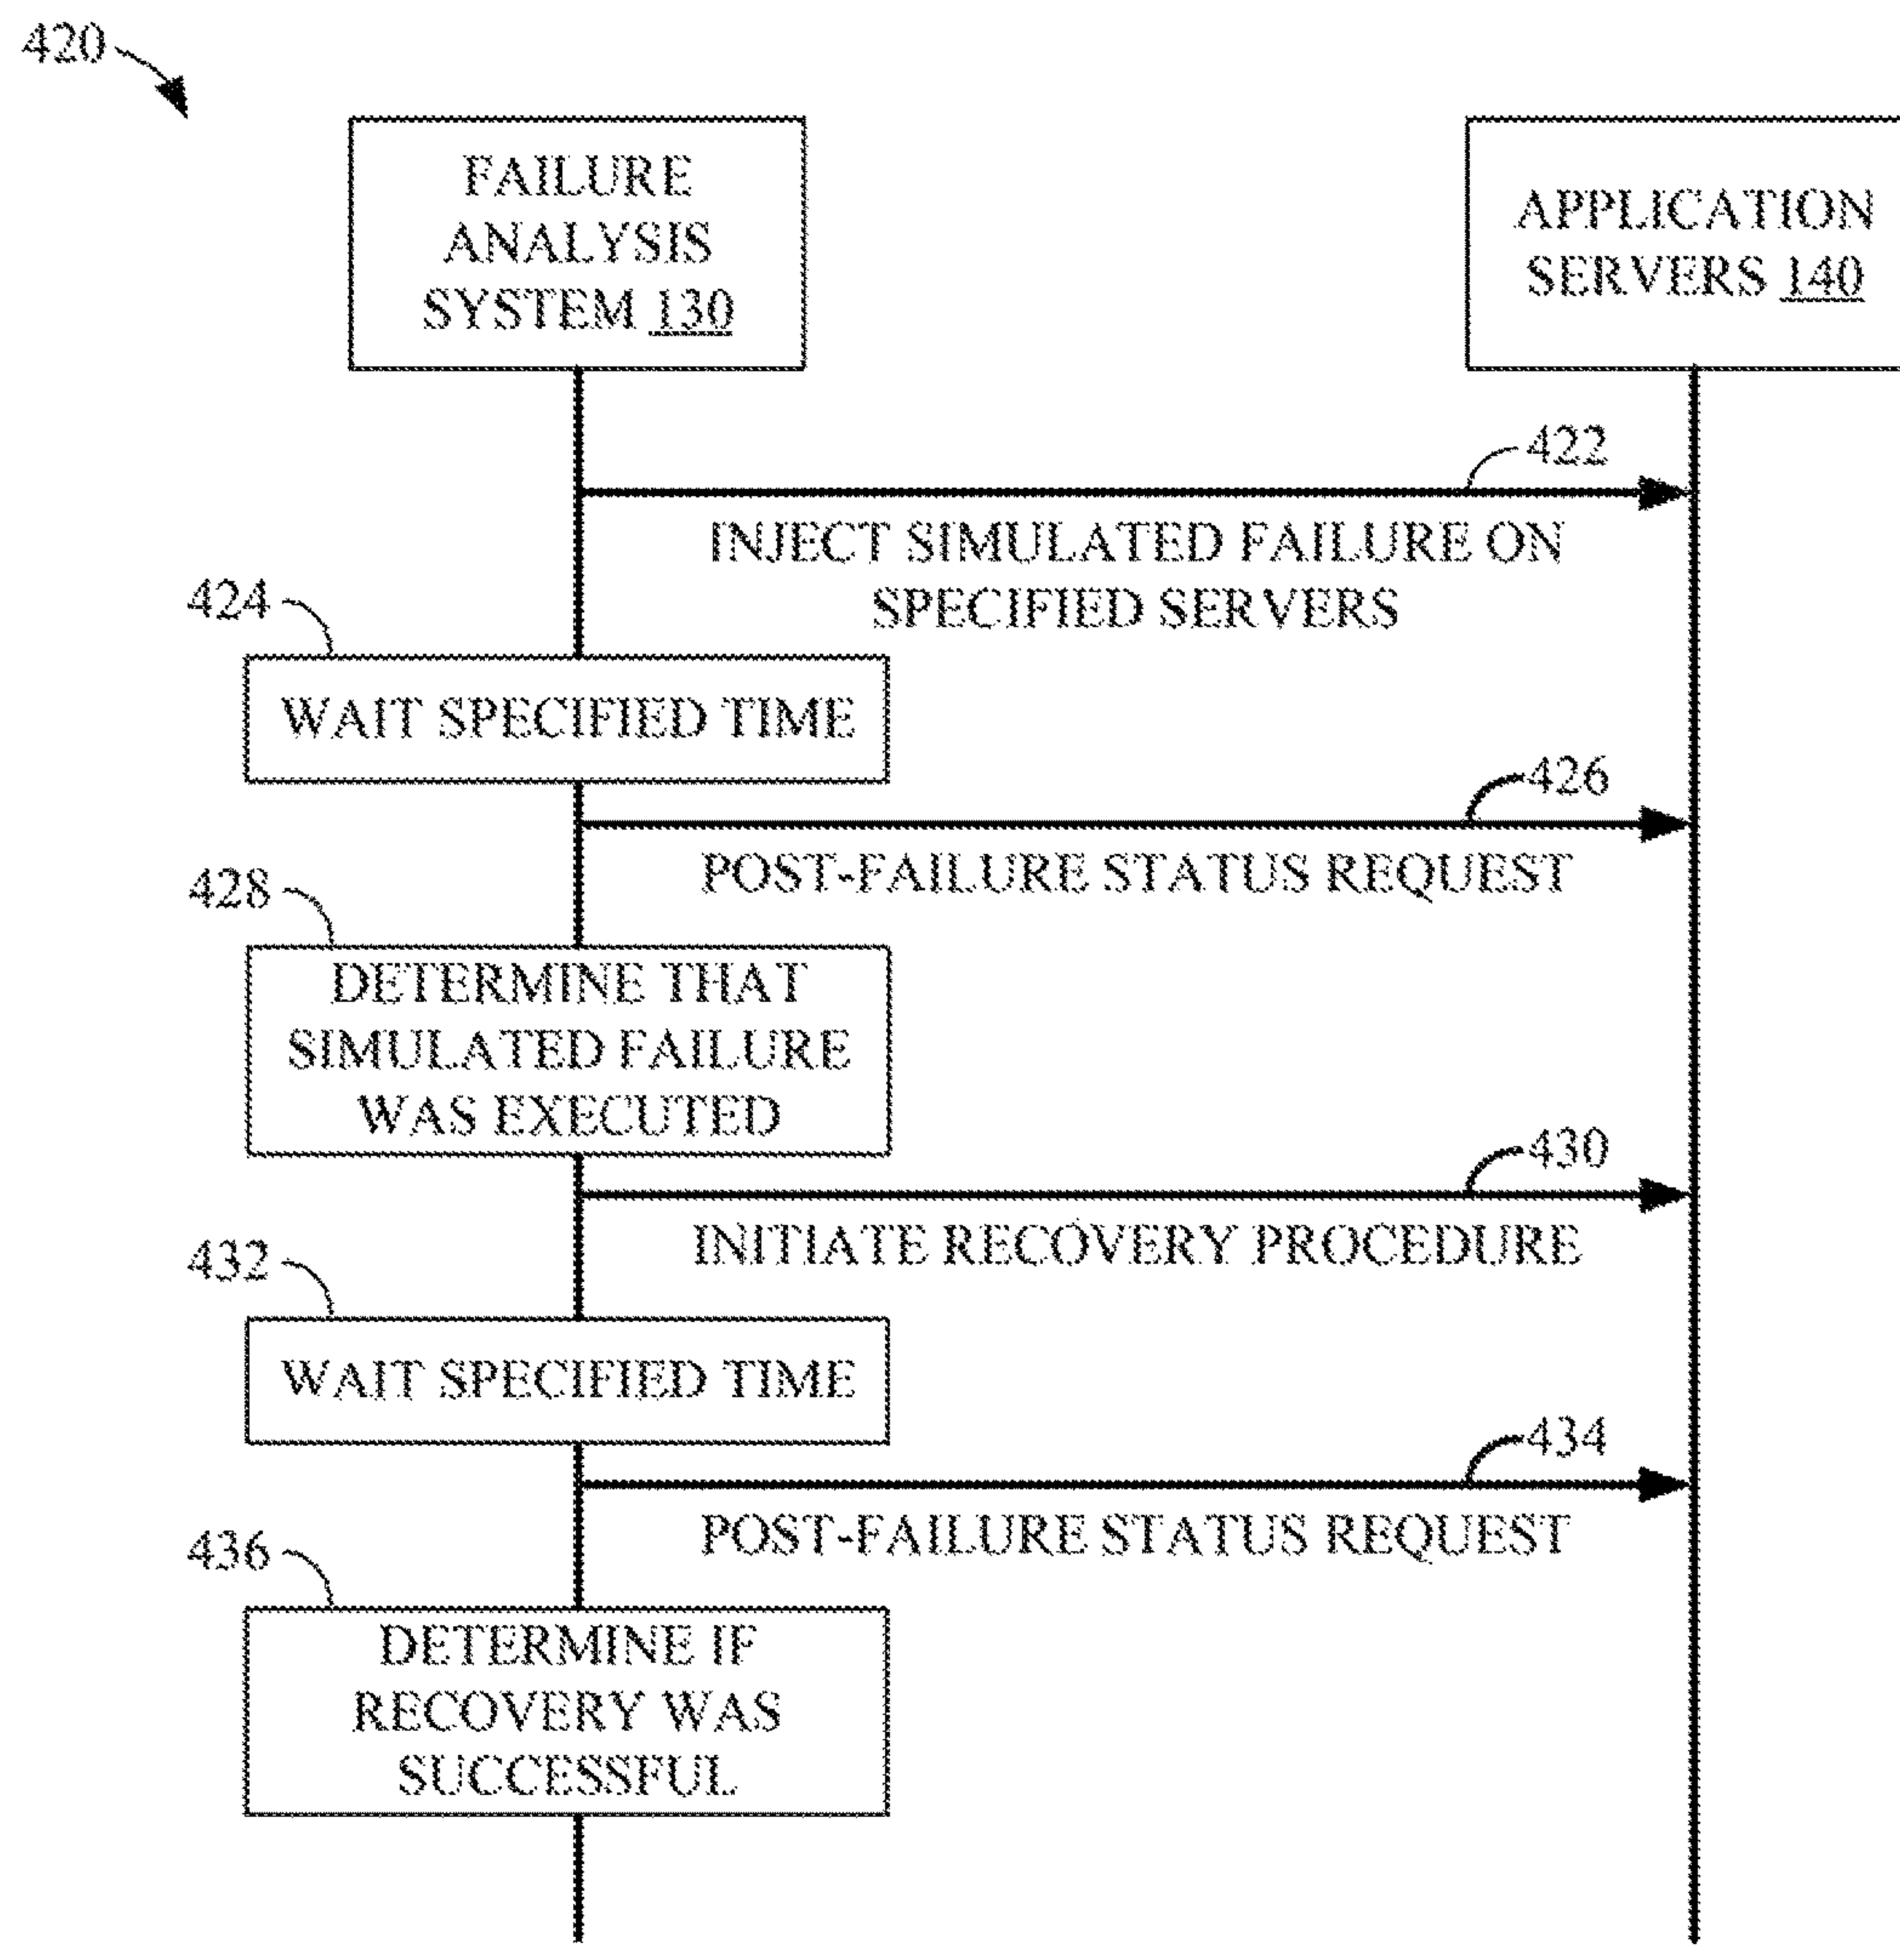 420
FAILURE
ANALYSIS
SYSTEM 130
APPLICATION
SERVERS 140
422
INJECT SIMULATED FAILURE ON
SPECIFIED SERVERS
424
WAIT SPECIFIED TIME
426
POST-FAILURE STATUS REQUEST
428
DETERMINE THAT
SIMULATED FAILURE
WAS EXECUTED
430
INITIATE RECOVERY PROCEDURE
432
WAIT SPECIFIED TIME
434
POST-FAILURE STATUS REQUEST
436
DETERMINE IF
RECOVERY WAS
SUCCESSFUL